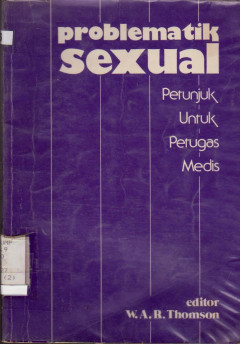 problematik
sexual
Petunjuk
Untuk
Petugas
Medis
editor
W. A. R. Thomson